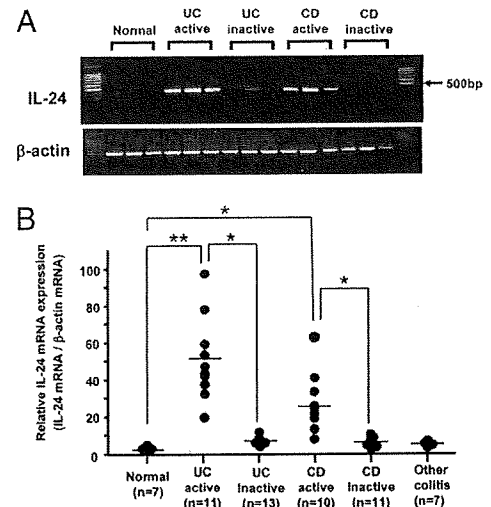 A
Normal
UC active
UC inactive
CD active
CD inactive
IL-24
500bp
β-actin
B
Relative IL-24 mRNA expression
(IL-24 mRNA / β-actin mRNA)
100
80
60
40
20
0
*
**
*
*
Normal (n=7)
UC active (n=11)
UC inactive (n=13)
CD active (n=10)
CD inactive (n=11)
Other colitis (n=7)